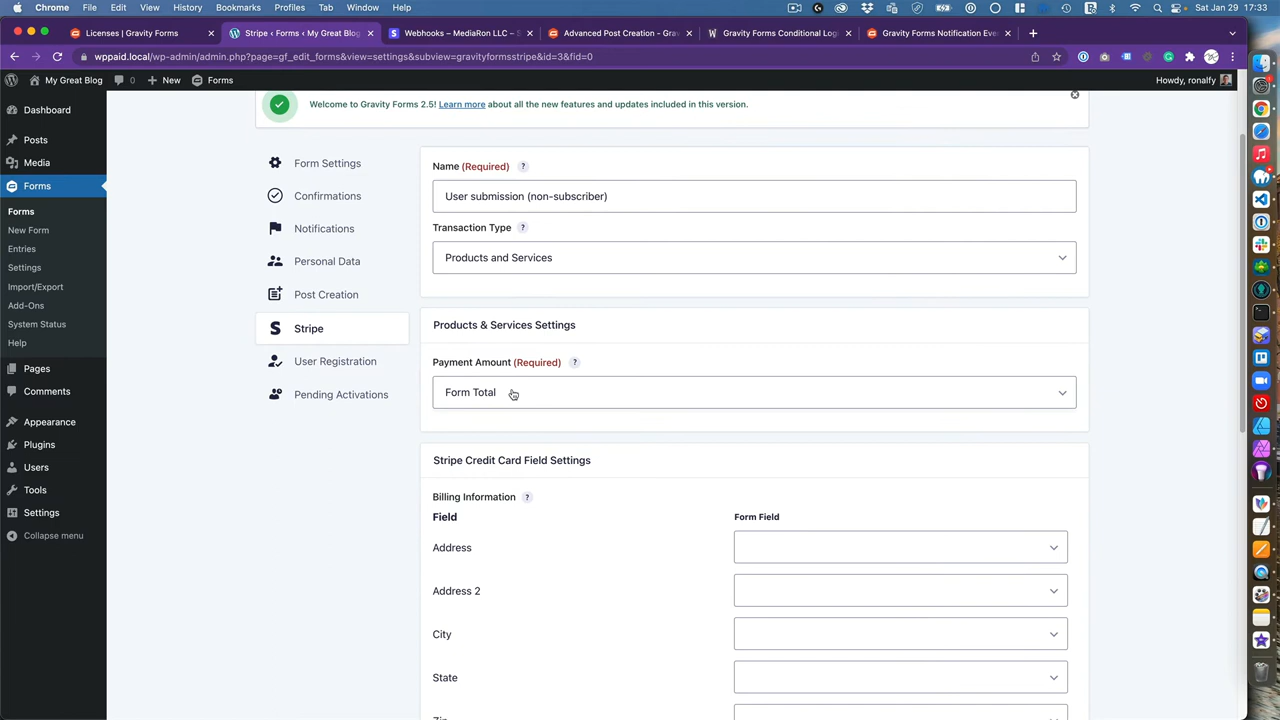 Chrome File Edit View History Bookmarks Profiles Tab Window Help Sat Jan 29 17:33
Licenses | Gravity Forms
Stripe ‹ Forms ‹ My Great Blog
Webhooks – MediaRon LLC – S
Advanced Post Creation - Grav
Gravity Forms Conditional Log
Gravity Forms Notification Eve
wppaid.local/wp-admin/admin.php?page=gf_edit_forms&view=settings&subview=gravityformsstripe&id=3&fid=0
My Great Blog 0 New Forms Howdy, ronalfy
Dashboard
Posts
Media
Forms
Forms
New Form
Entries
Settings
Import/Export
Add-Ons
System Status
Help
Pages
Comments
Appearance
Plugins
Users
Tools
Settings
Collapse menu
Welcome to Gravity Forms 2.5! Learn more about all the new features and updates included in this version.
Form Settings
Confirmations
Notifications
Personal Data
Post Creation
Stripe
User Registration
Pending Activations
Name (Required) ?
User submission (non-subscriber)
Transaction Type ?
Products and Services
Products & Services Settings
Payment Amount (Required) ?
Form Total
Stripe Credit Card Field Settings
Billing Information ?
Field Form Field
Address
Address 2
City
State